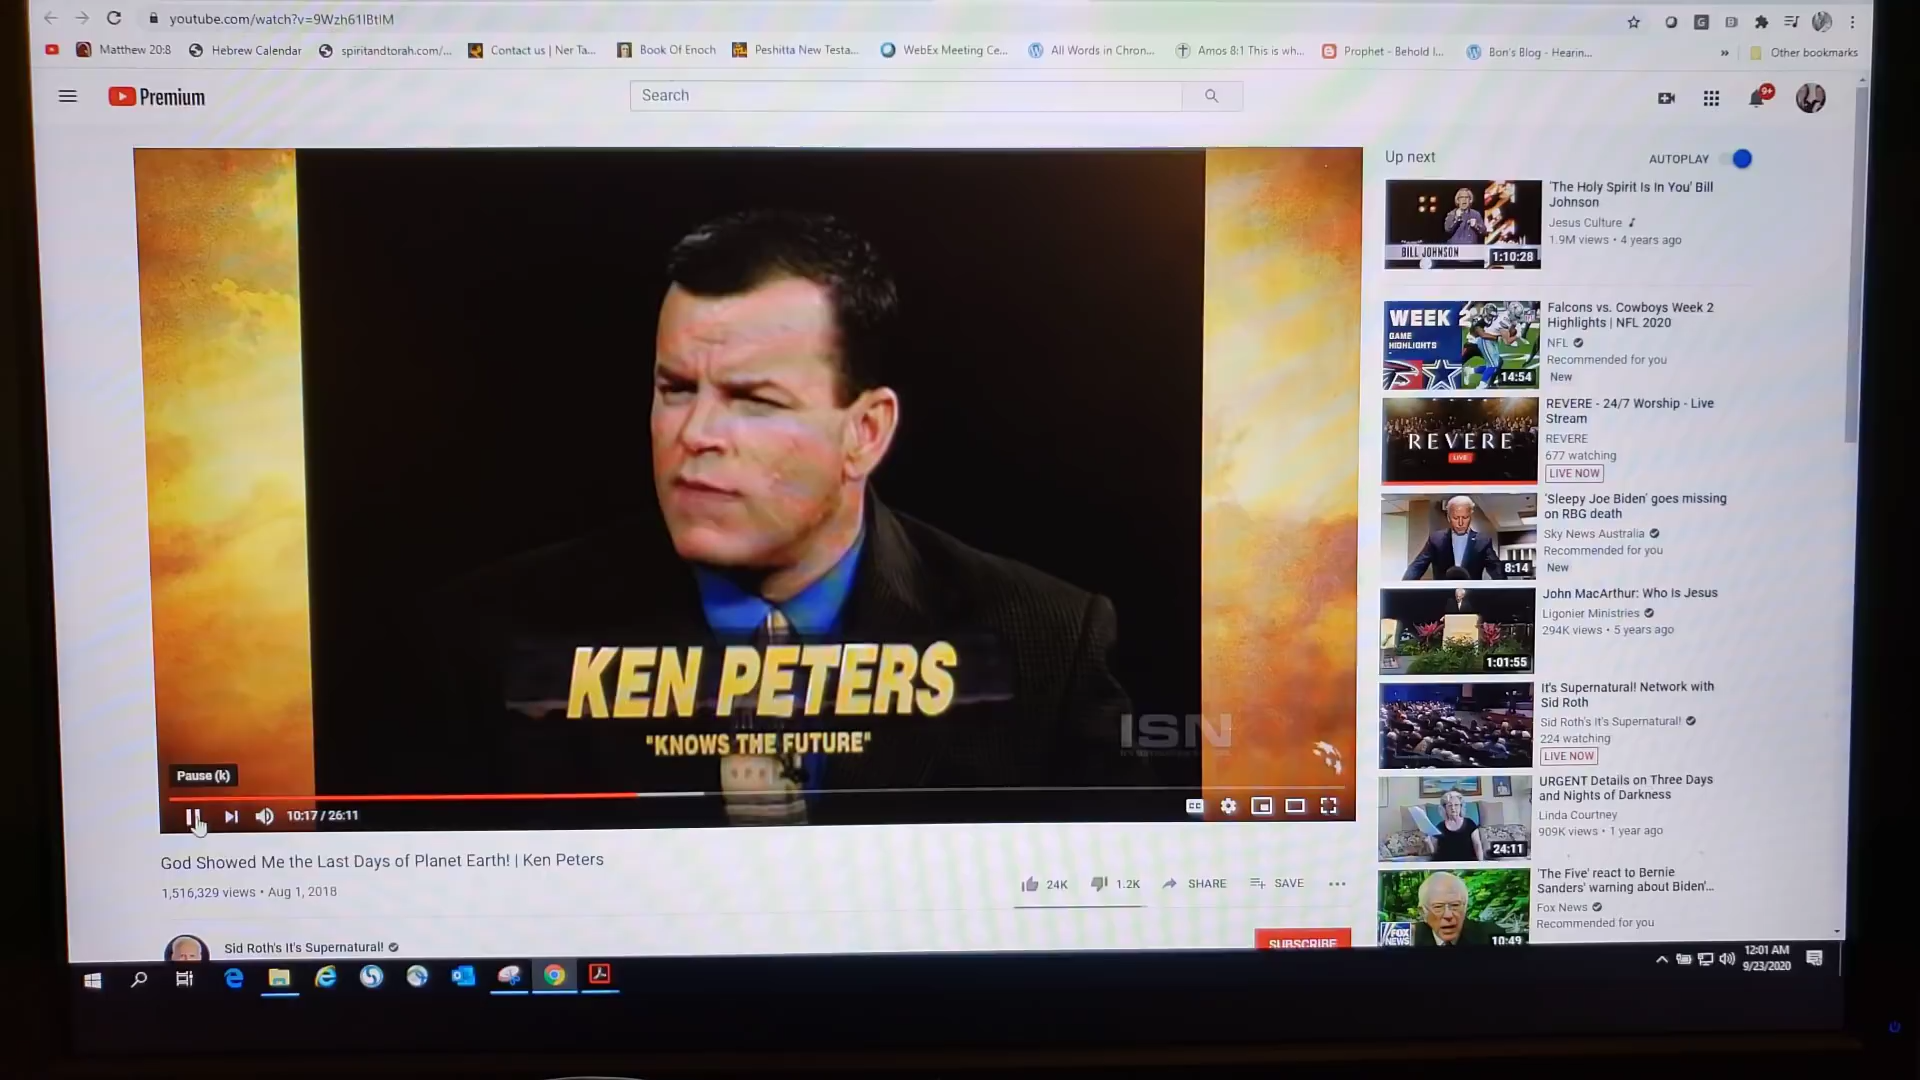 youtube.com/watch?v=9Wzh61IBtIM
Matthew 20:8
Hebrew Calendar
spiritandtorah.com/...
Contact us | Ner Ta...
Book Of Enoch
Peshitta New Testa...
WebEx Meeting Ce...
All Words in Chron...
Amos 8:1 This is wh...
Prophet - Behold I...
Bon's Blog - Hearin...
»
Other bookmarks
Premium
Search
9+
Up next
AUTOPLAY
'The Holy Spirit Is In You' Bill
Johnson
Jesus Culture
1.9M views • 4 years ago
BILL JOHNSON
1:10:28
Falcons vs. Cowboys Week 2
Highlights | NFL 2020
NFL
Recommended for you
New
WEEK 2
GAME
HIGHLIGHTS
14:54
REVERE - 24/7 Worship - Live
Stream
REVERE
677 watching
LIVE NOW
REVERE
LIVE
'Sleepy Joe Biden' goes missing
on RBG death
Sky News Australia
Recommended for you
New
8:14
John MacArthur: Who Is Jesus
Ligonier Ministries
294K views • 5 years ago
1:01:55
It's Supernatural! Network with
Sid Roth
Sid Roth's It's Supernatural!
224 watching
LIVE NOW
URGENT Details on Three Days
and Nights of Darkness
Linda Courtney
909K views • 1 year ago
24:11
'The Five' react to Bernie
Sanders' warning about Biden'...
Fox News
Recommended for you
FOX
NEWS
10:49
KEN PETERS
"KNOWS THE FUTURE"
ISN
Pause (k)
10:17 / 26:11
CC
God Showed Me the Last Days of Planet Earth! | Ken Peters
1,516,329 views • Aug 1, 2018
24K
1.2K
SHARE
SAVE
Sid Roth's It's Supernatural!
SUBSCRIBE
12:01 AM
9/23/2020